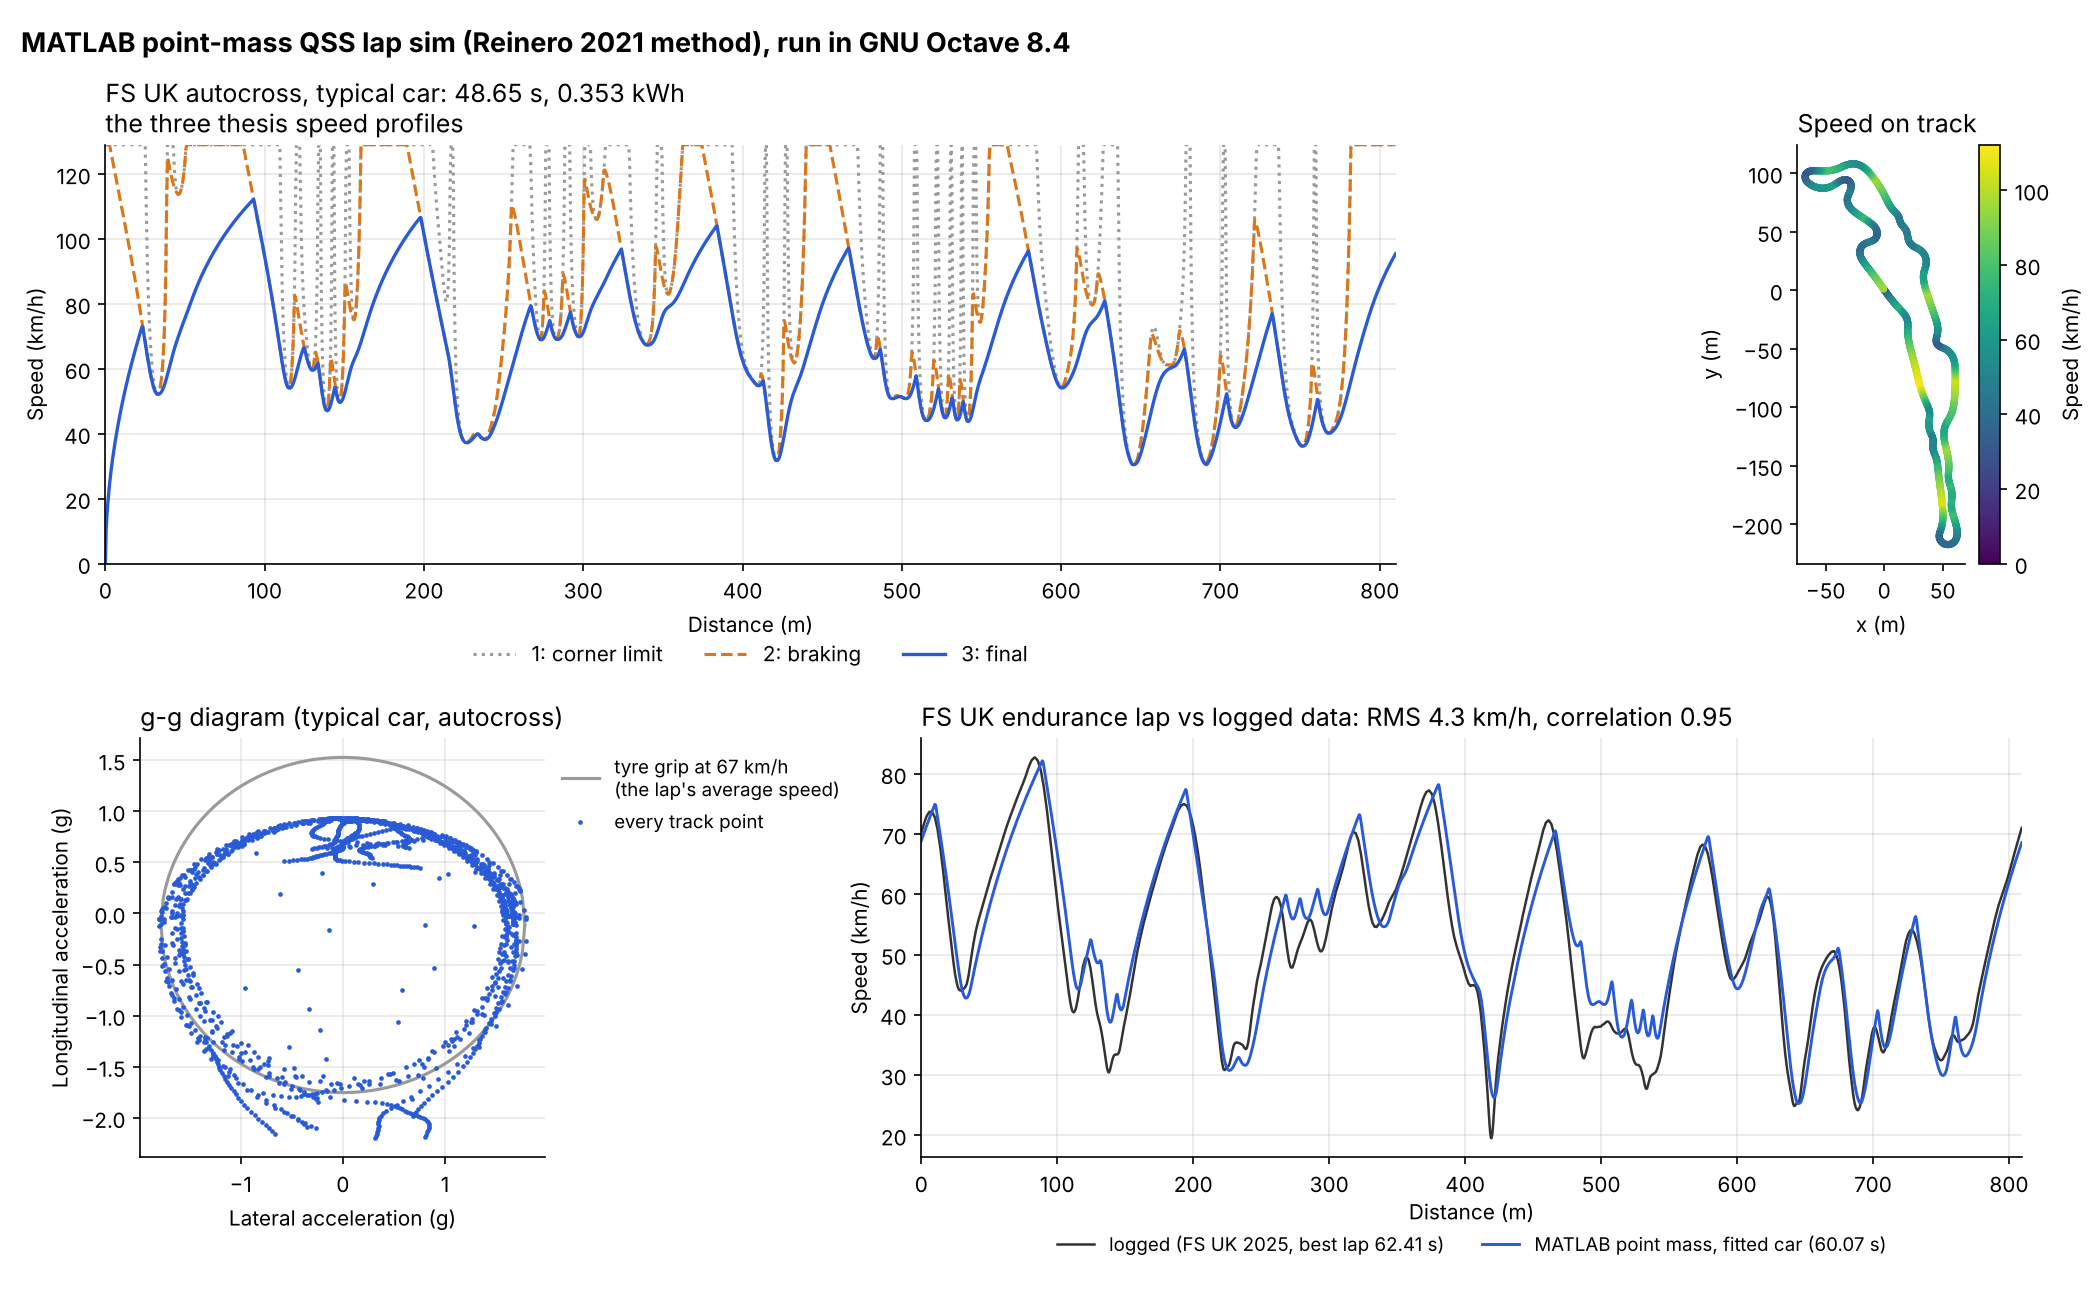 MATLAB point-mass QSS lap sim (Reinero 2021 method), run in GNU Octave 8.4
FS UK autocross, typical car: 48.65 s, 0.353 kWh
the three thesis speed profiles
Speed (km/h)
120
100
80
60
40
20
0
0 100 200 300 400 500 600 700 800
Distance (m)
1: corner limit 2: braking 3: final
Speed on track
y (m)
100
50
0
−50
−100
−150
−200
−50 0 50
x (m)
100
80
60
40
20
0
Speed (km/h)
g-g diagram (typical car, autocross)
Longitudinal acceleration (g)
1.5
1.0
0.5
0.0
−0.5
−1.0
−1.5
−2.0
−1 0 1
Lateral acceleration (g)
tyre grip at 67 km/h
(the lap's average speed)
every track point
FS UK endurance lap vs logged data: RMS 4.3 km/h, correlation 0.95
Speed (km/h)
80
70
60
50
40
30
20
0 100 200 300 400 500 600 700 800
Distance (m)
logged (FS UK 2025, best lap 62.41 s) MATLAB point mass, fitted car (60.07 s)